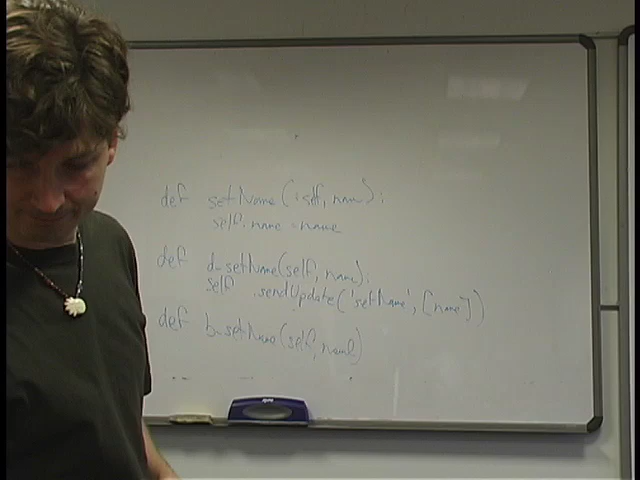 def setName (self, name):
self.name = name
def d_setName(self, name):
self .sendUpdate('setName', [name])
def b_setName(self, name)